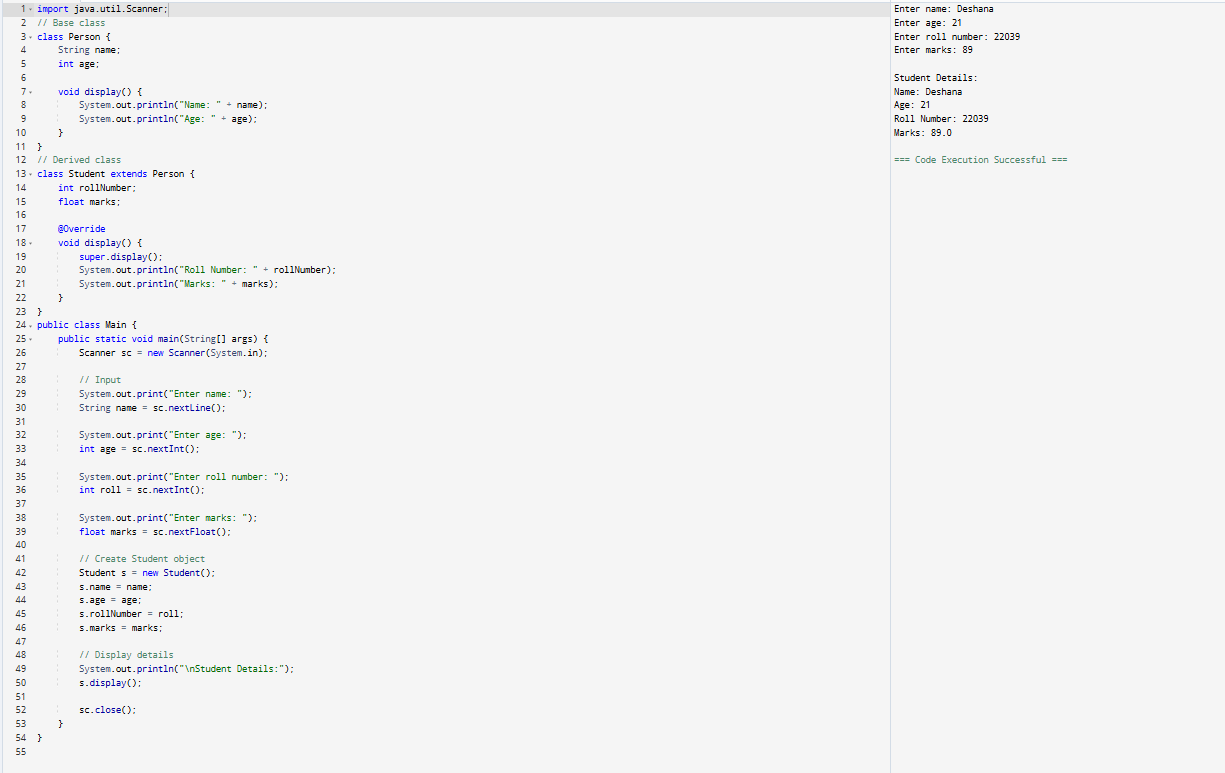 1 import java.util.Scanner;
2 // Base class
3 class Person {
4 String name;
5 int age;
6
7 void display() {
8 System.out.println("Name: " + name);
9 System.out.println("Age: " + age);
10 }
11 }
12 // Derived class
13 class Student extends Person {
14 int rollNumber;
15 float marks;
16
17 @Override
18 void display() {
19 super.display();
20 System.out.println("Roll Number: " + rollNumber);
21 System.out.println("Marks: " + marks);
22 }
23 }
24 public class Main {
25 public static void main(String[] args) {
26 Scanner sc = new Scanner(System.in);
27
28 // Input
29 System.out.print("Enter name: ");
30 String name = sc.nextLine();
31
32 System.out.print("Enter age: ");
33 int age = sc.nextInt();
34
35 System.out.print("Enter roll number: ");
36 int roll = sc.nextInt();
37
38 System.out.print("Enter marks: ");
39 float marks = sc.nextFloat();
40
41 // Create Student object
42 Student s = new Student();
43 s.name = name;
44 s.age = age;
45 s.rollNumber = roll;
46 s.marks = marks;
47
48 // Display details
49 System.out.println("\nStudent Details:");
50 s.display();
51
52 sc.close();
53 }
54 }
55
Enter name: Deshana
Enter age: 21
Enter roll number: 22039
Enter marks: 89
Student Details:
Name: Deshana
Age: 21
Roll Number: 22039
Marks: 89.0
=== Code Execution Successful ===